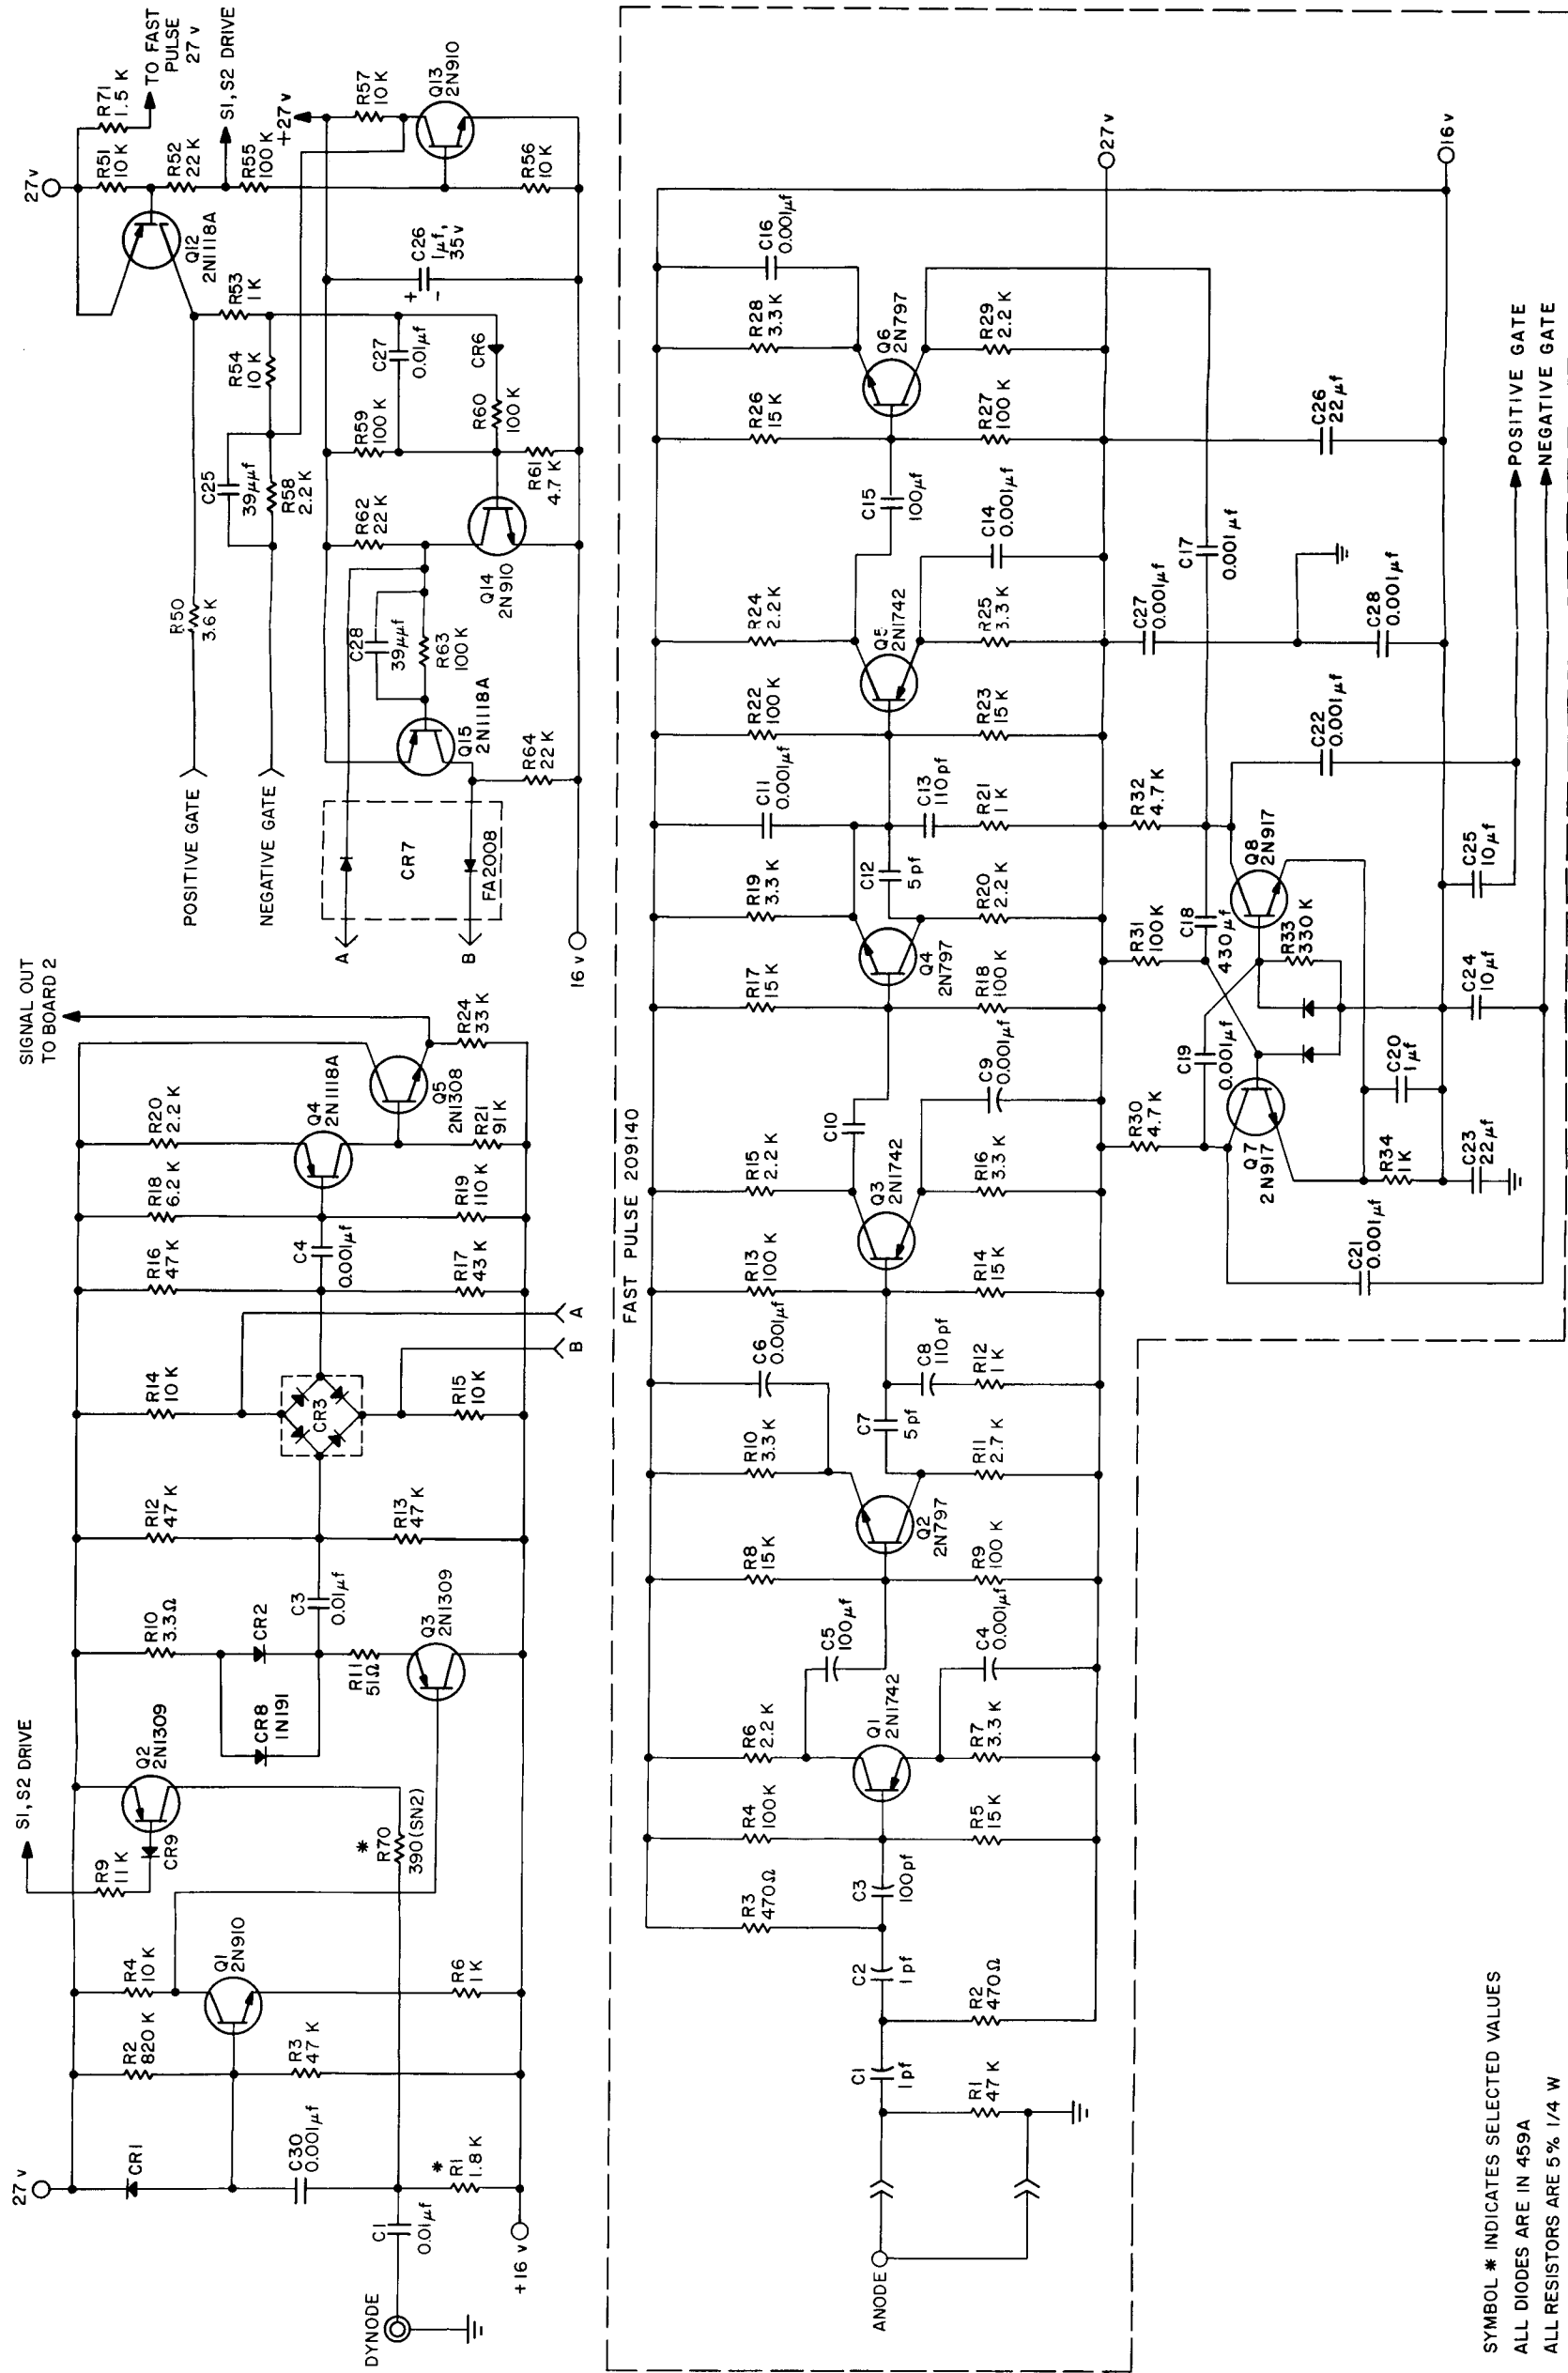 27 v
CR1
C30
0.001µf
DYNODE
C1
0.01µf
*
R1
1.8 K
+16 v
R2
820 K
R3
47 K
R4
10 K
Q1
2N910
R6
1 K
S1, S2 DRIVE
R9
11 K
CR9
Q2
2N1309
*
R70
390 (SN2)
CR8
1N191
R10
3.3Ω
CR2
R11
51Ω
Q3
2N1309
C3
0.01µf
R12
47 K
R13
47 K
R14
10 K
CR3
R15
10 K
B
A
R16
47 K
C4
0.001µf
R17
43 K
R18
6.2 K
R19
110 K
R20
2.2 K
Q4
2N1118A
R21
91 K
Q5
2N1308
R24
33 K
SIGNAL OUT
TO BOARD 2
POSITIVE GATE
NEGATIVE GATE
R50
3.6 K
C25
39µµf
R58
2.2 K
R54
10 K
R53
1 K
Q12
2N1118A
27v
R51
10 K
R52
22 K
R71
1.5 K
TO FAST
PULSE
27 v
S1, S2 DRIVE
R55
100 K
+27 v
R57
10 K
Q13
2N910
R56
10 K
A
B
CR7
FA2008
Q15
2N1118A
R64
22 K
C28
39µµf
R63
100 K
R62
22 K
Q14
2N910
R59
100 K
C27
0.01µf
R60
100 K
CR6
R61
4.7 K
+
C26
1µf,
35 v
-
16 v
FAST PULSE 209140
ANODE
R1
47 K
C1
1 pf
R2
470Ω
C2
1 pf
R3
470Ω
C3
100pf
R4
100 K
R5
15 K
R6
2.2 K
Q1
2N1742
R7
3.3 K
C5
100µf
C4
0.001µf
R8
15 K
R9
100 K
Q2
2N797
R10
3.3 K
R11
2.7 K
C6
0.001µf
C7
5 pf
C8
110 pf
R12
1 K
R13
100 K
R14
15 K
Q3
2N1742
R15
2.2 K
R16
3.3 K
C10
C9
0.001µf
R17
15 K
R18
100 K
Q4
2N797
R19
3.3 K
R20
2.2 K
C11
0.001µf
C12
5 pf
C13
110 pf
R21
1 K
R22
100 K
R23
15 K
Q5
2N1742
R24
2.2 K
R25
3.3 K
C14
0.001µf
C15
100µf
R26
15 K
R27
100 K
Q6
2N797
R28
3.3 K
R29
2.2 K
C16
0.001µf
27 v
16 v
R30
4.7 K
C19
0.001µf
R31
100K
C18
430µf
R32
4.7 K
C17
0.001µf
Q7
2N917
Q8
2N917
R33
330 K
C21
0.001µf
R34
1 K
C20
1µf
C23
22µf
C24
10µf
C25
10µf
C22
0.001µf
C27
0.001µf
C28
0.001µf
C26
22µf
POSITIVE GATE
NEGATIVE GATE
SYMBOL * INDICATES SELECTED VALUES
ALL DIODES ARE IN 459A
ALL RESISTORS ARE 5% 1/4 W